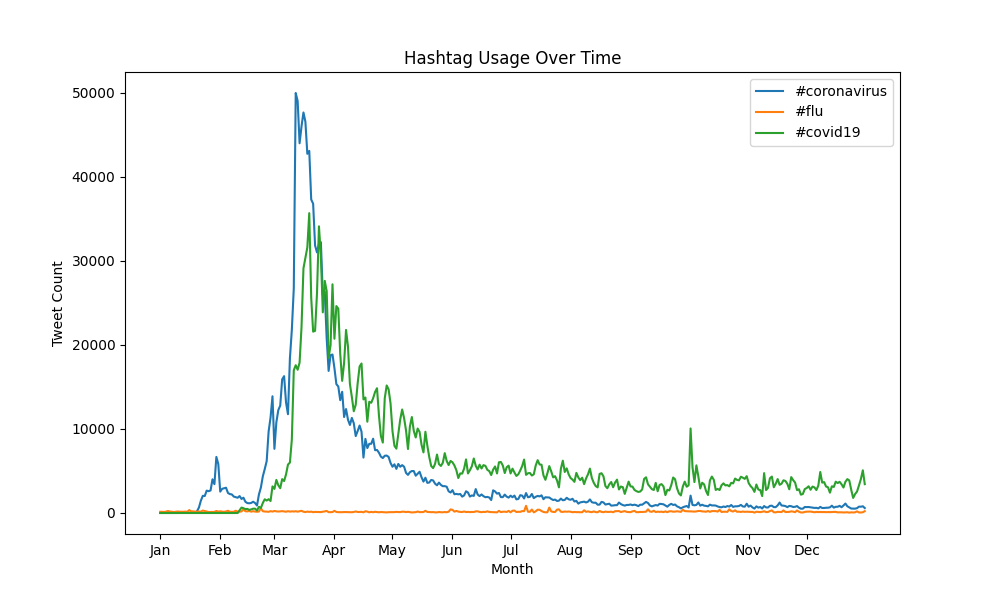 Hashtag Usage Over Time
#coronavirus
#flu
#covid19
50000
40000
30000
20000
10000
0
Tweet Count
Jan Feb Mar Apr May Jun Jul Aug Sep Oct Nov Dec
Month